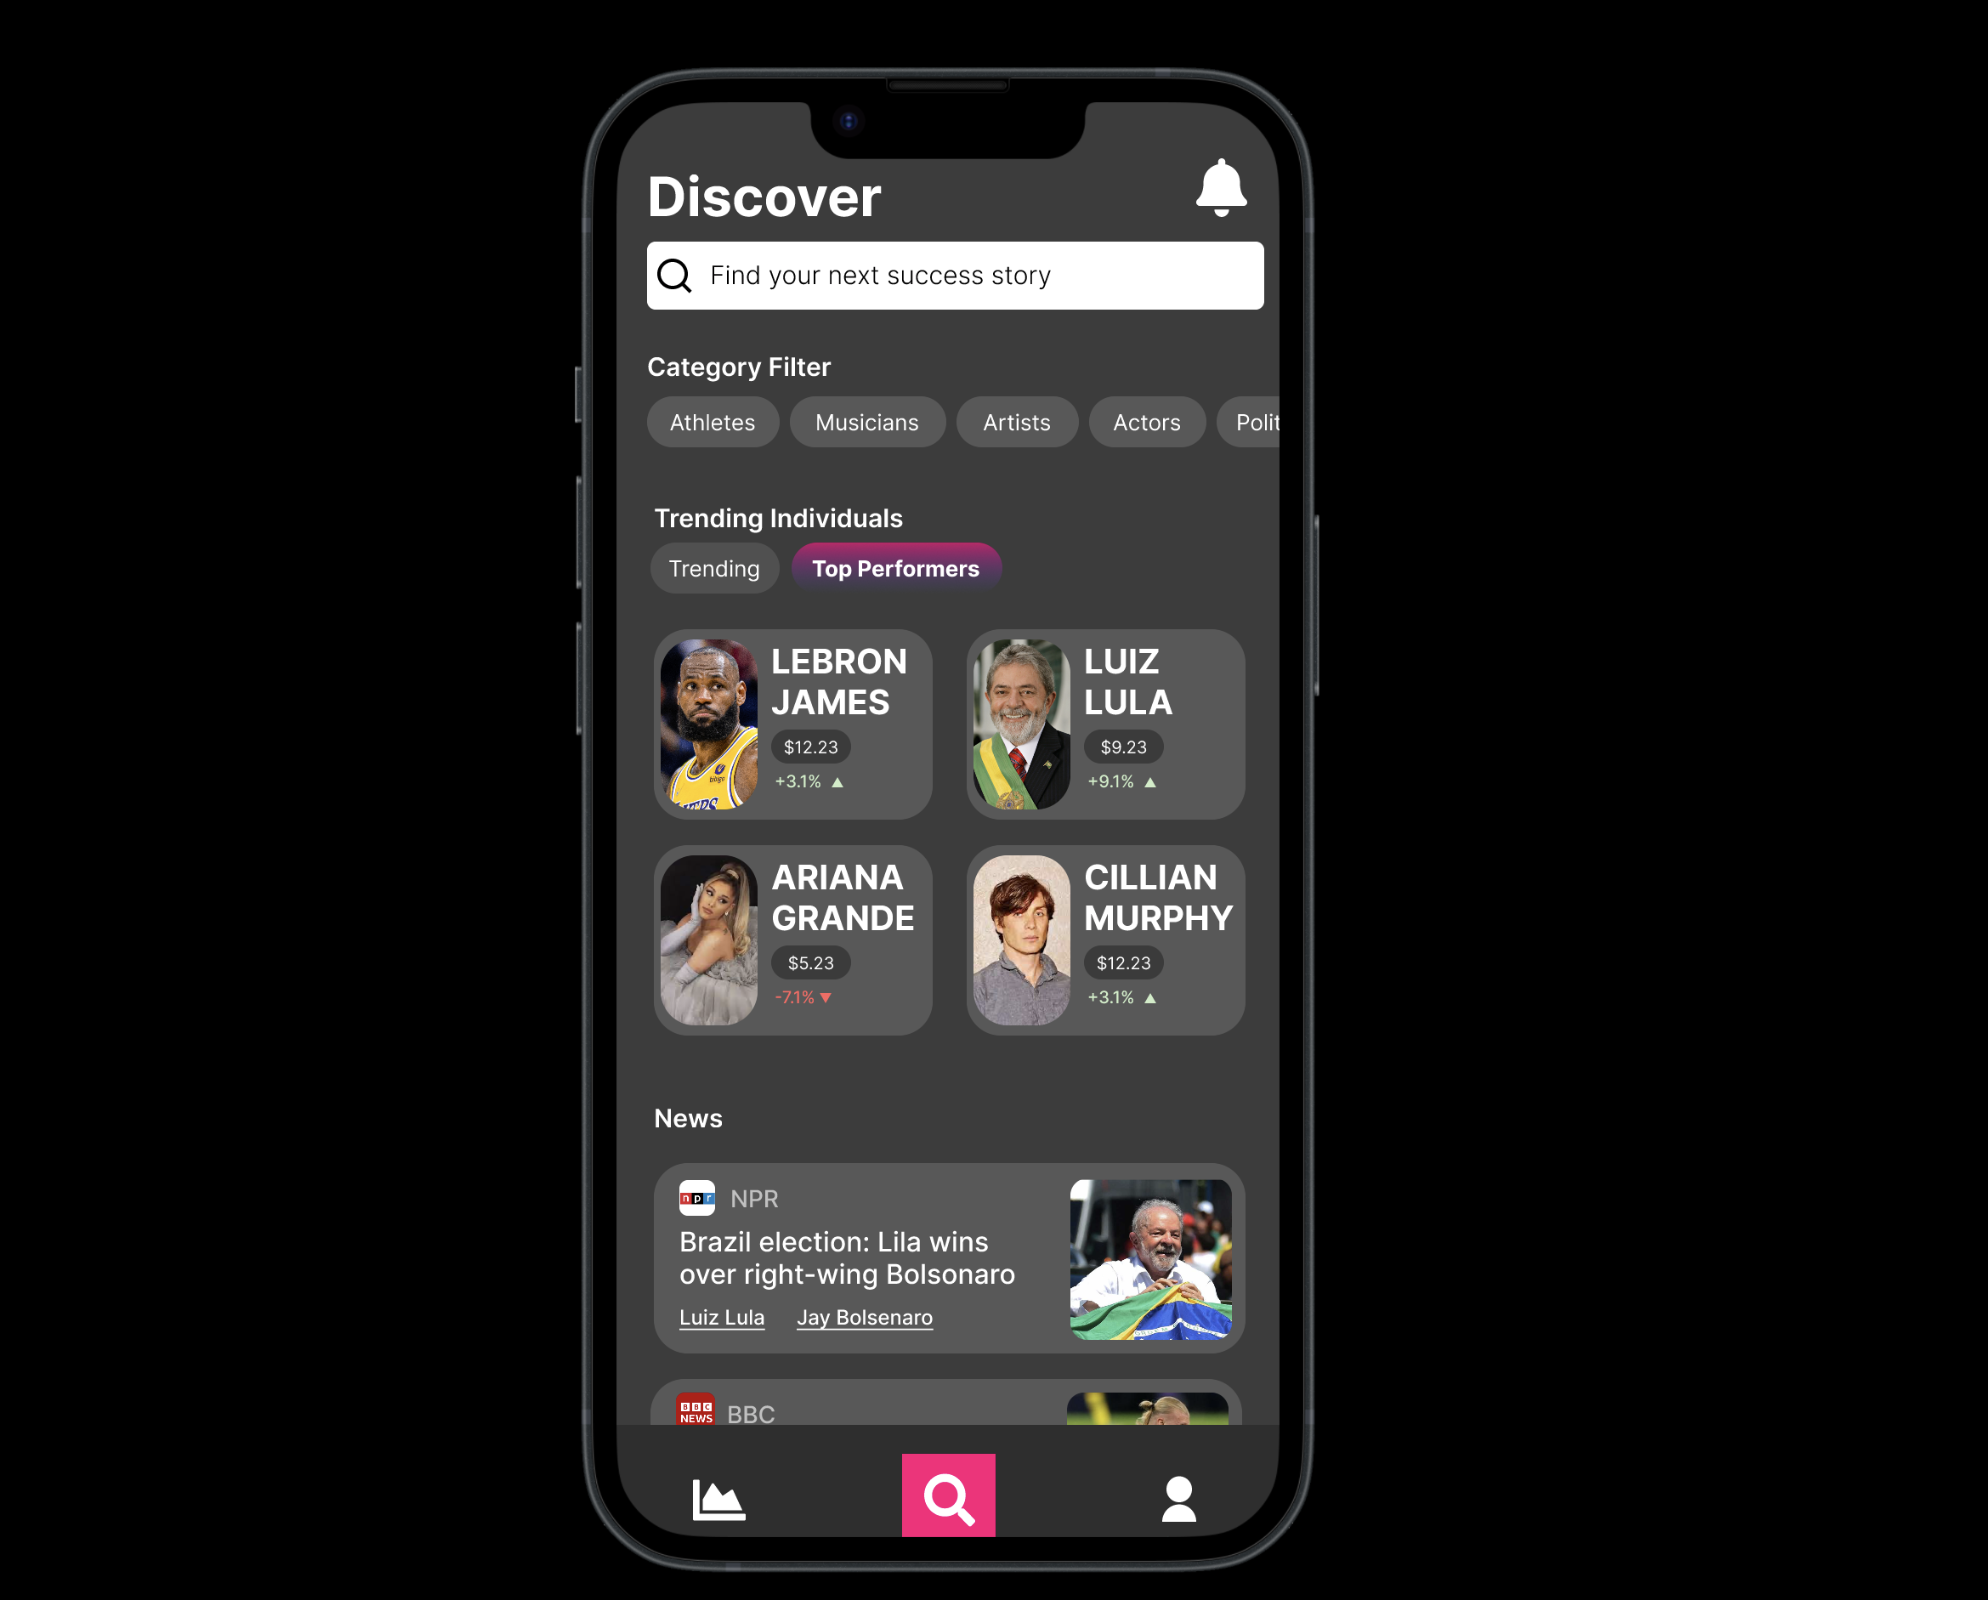 Discover
Find your next success story
Category Filter
Athletes
Musicians
Artists
Actors
Polit
Trending Individuals
Trending
Top Performers
LEBRON
JAMES
$12.23
+3.1%
LUIZ
LULA
$9.23
+9.1%
ARIANA
GRANDE
$5.23
-7.1%
CILLIAN
MURPHY
$12.23
+3.1%
News
npr
NPR
Brazil election: Lila wins
over right-wing Bolsonaro
Luiz Lula
Jay Bolsenaro
BBC
NEWS
BBC